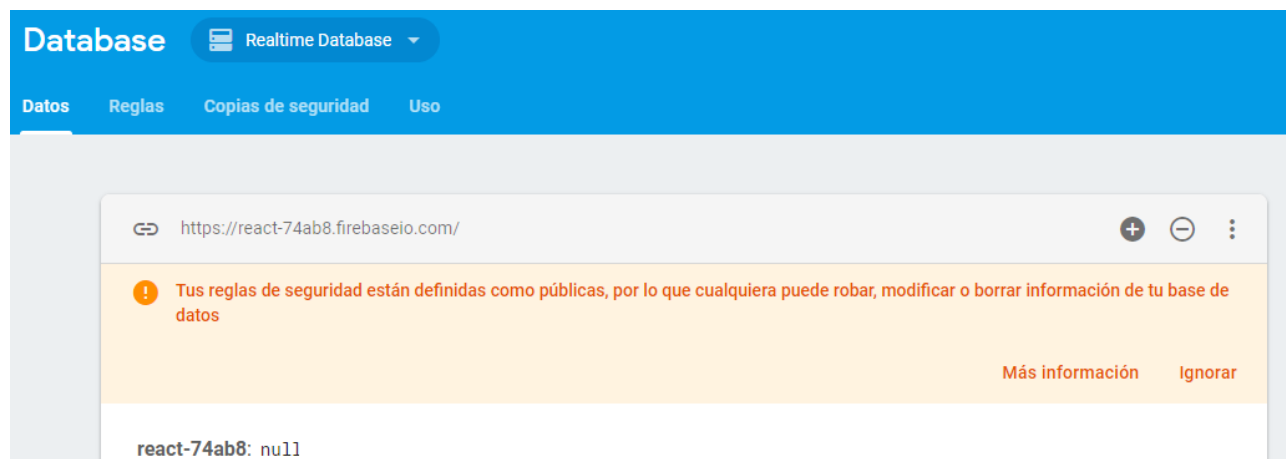 Database Realtime Database
Datos Reglas Copias de seguridad Uso
https://react-74ab8.firebaseio.com/
Tus reglas de seguridad están definidas como públicas, por lo que cualquiera puede robar, modificar o borrar información de tu base de
datos
Más información Ignorar
react-74ab8: null